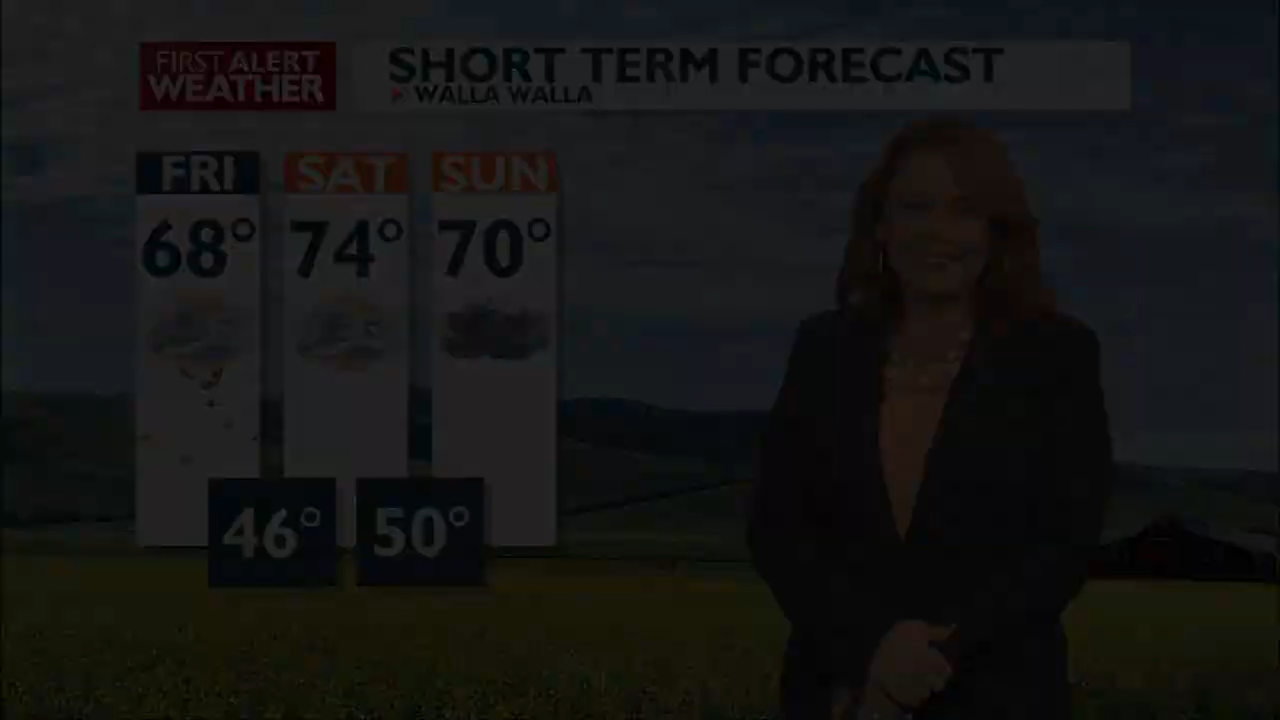 FIRST ALERT
WEATHER
SHORT TERM FORECAST
WALLA WALLA
FRI SAT SUN
68° 74° 70°
46° 50°